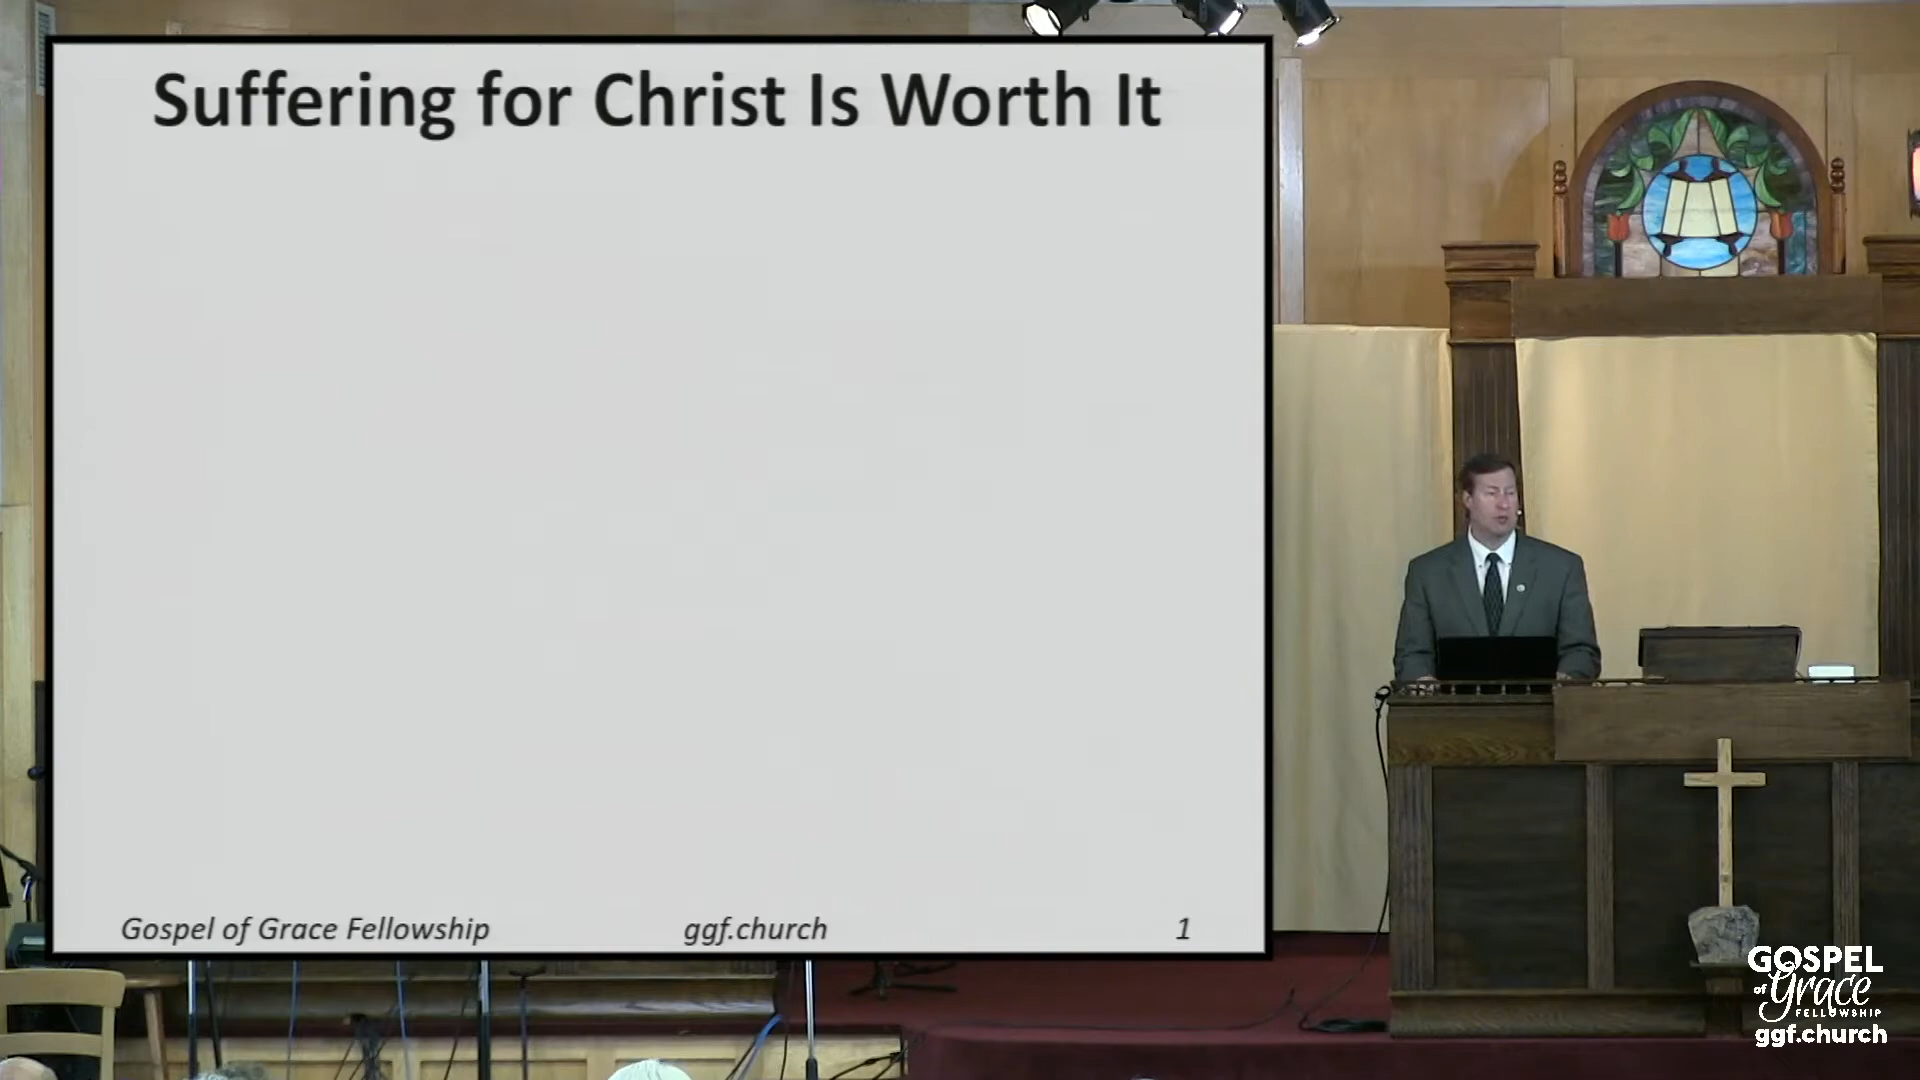 Suffering for Christ Is Worth It
Gospel of Grace Fellowship
ggf.church
1
GOSPEL
of Grace
FELLOWSHIP
ggf.church